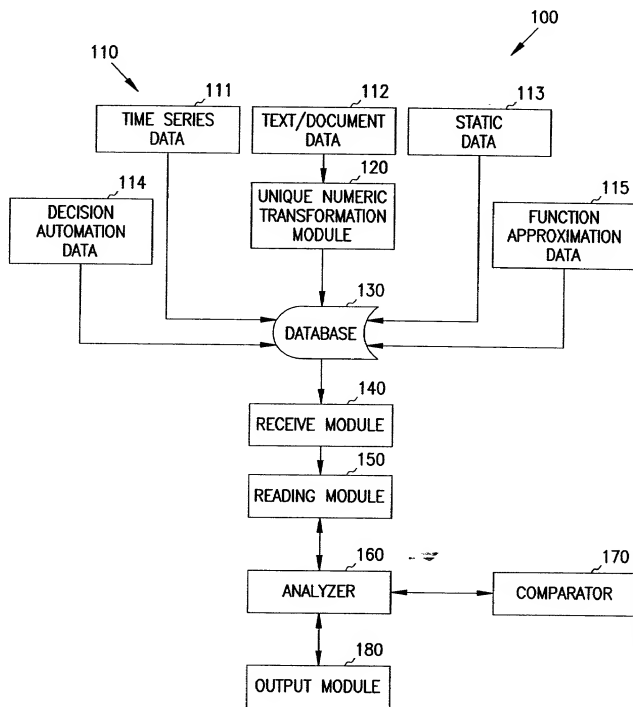 100
110
111
112
113
TIME SERIES
DATA
TEXT/DOCUMENT
DATA
STATIC
DATA
114
120
115
DECISION
AUTOMATION
DATA
UNIQUE NUMERIC
TRANSFORMATION
MODULE
FUNCTION
APPROXIMATION
DATA
130
DATABASE
140
RECEIVE MODULE
150
READING MODULE
160
170
ANALYZER
COMPARATOR
180
OUTPUT MODULE